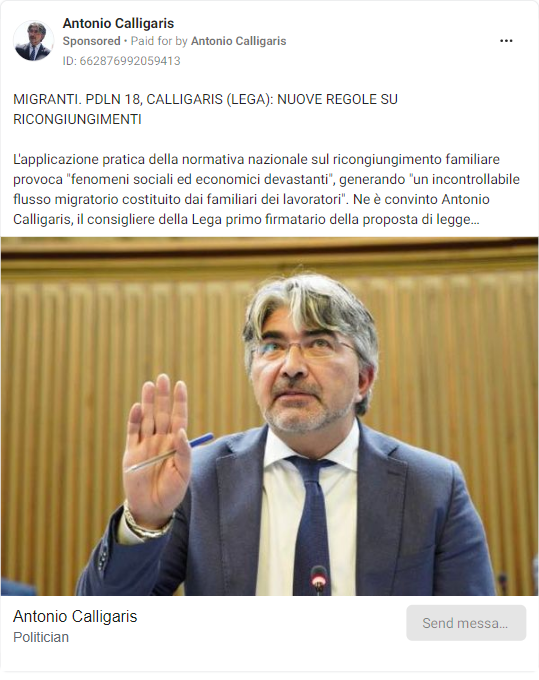 Antonio Calligaris
Sponsored • Paid for by Antonio Calligaris
ID: 662876992059413
MIGRANTI. PDLN 18, CALLIGARIS (LEGA): NUOVE REGOLE SU
RICONGIUNGIMENTI
L'applicazione pratica della normativa nazionale sul ricongiungimento familiare
provoca "fenomeni sociali ed economici devastanti", generando "un incontrollabile
flusso migratorio costituito dai familiari dei lavoratori". Ne è convinto Antonio
Calligaris, il consigliere della Lega primo firmatario della proposta di legge...
Antonio Calligaris
Politician
Send messa...